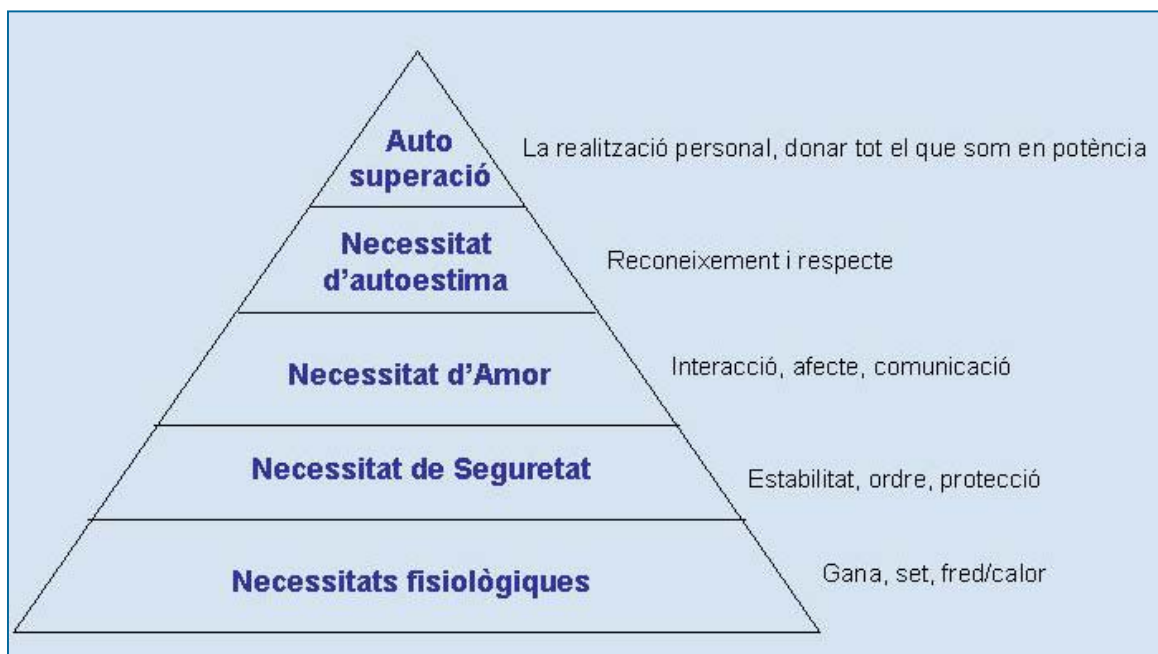 Auto
superació
La realització personal, donar tot el que som en potència
Necessitat
d'autoestima
Reconeixement i respecte
Necessitat d'Amor
Interacció, afecte, comunicació
Necessitat de Seguretat
Estabilitat, ordre, protecció
Necessitats fisiològiques
Gana, set, fred/calor